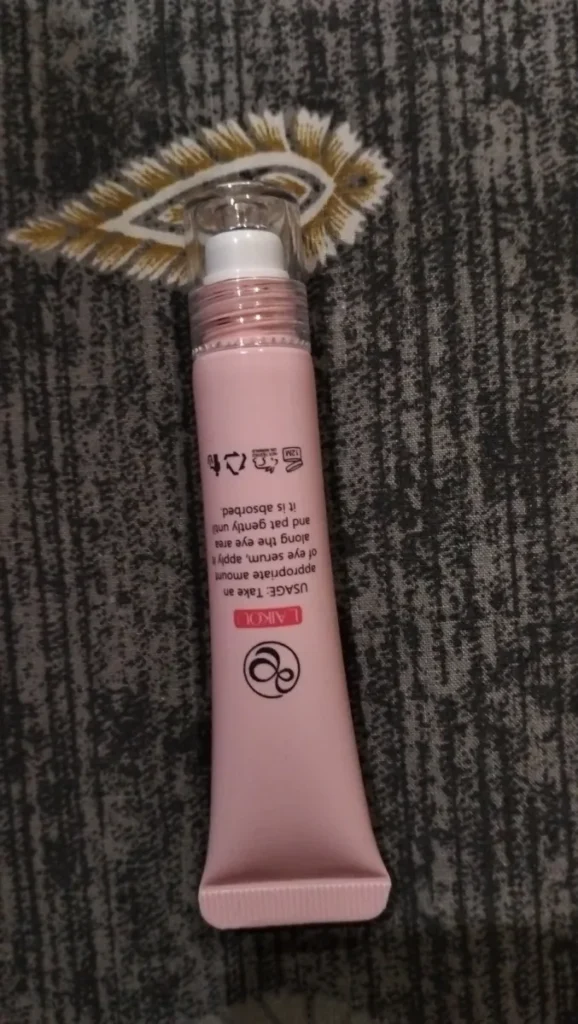 LAIKOU
USAGE: Take an
appropriate amount
of eye serum, apply it
along the eye area
and pat gently until
it is absorbed.
12M